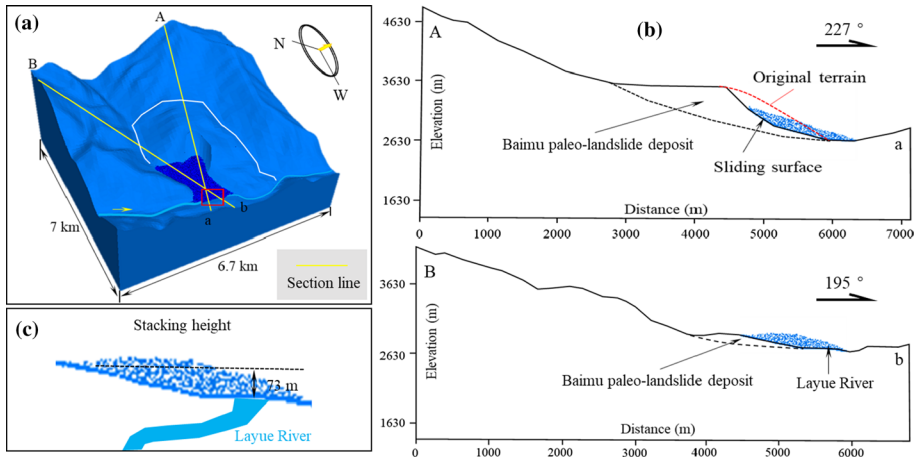 (a)
A
B
N
W
a
b
7 km
6.7 km
Section line
(b)
4630
3630
2630
1630
Elevation (m)
A
227 °
Original terrain
Baimu paleo-landslide deposit
Sliding surface
a
Distance (m)
0
1000
2000
3000
4000
5000
6000
7000
3630
2630
1630
Elevation (m)
B
195 °
Baimu paleo-landslide deposit
Layue River
b
Distance (m)
0
1000
2000
3000
4000
5000
6000
(c)
Stacking height
73 m
Layue River